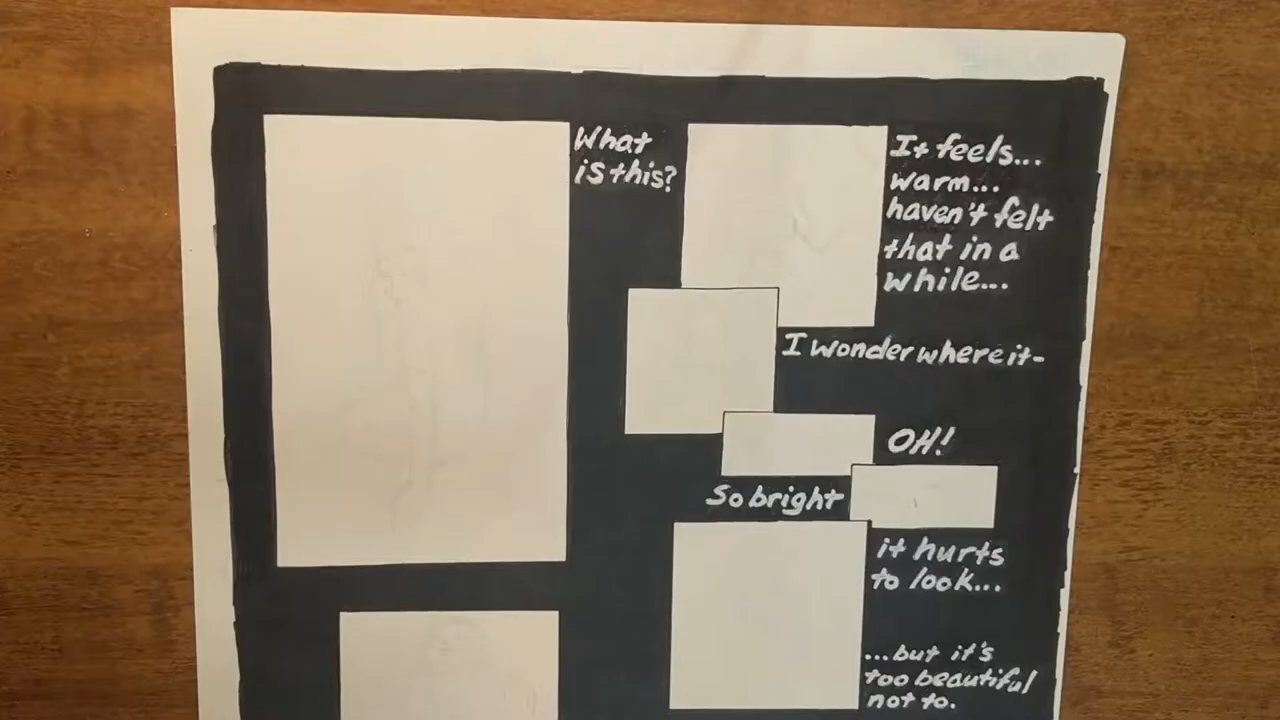 What
is this?
It feels...
warm...
haven't felt
that in a
while...
I wonder where it-
OH!
So bright
it hurts
to look...
...but it's
too beautiful
not to.